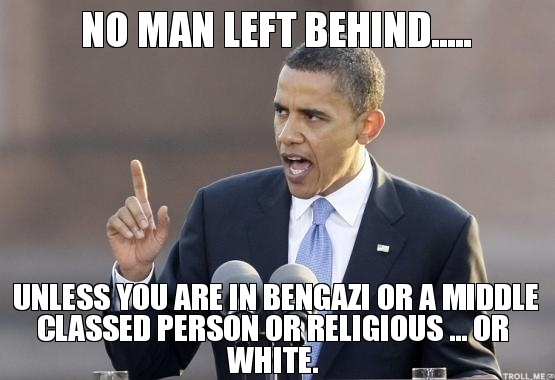 NO MAN LEFT BEHIND.....
UNLESS YOU ARE IN BENGAZI OR A MIDDLE
CLASSED PERSON OR RELIGIOUS ... OR
WHITE.
TROLL.ME